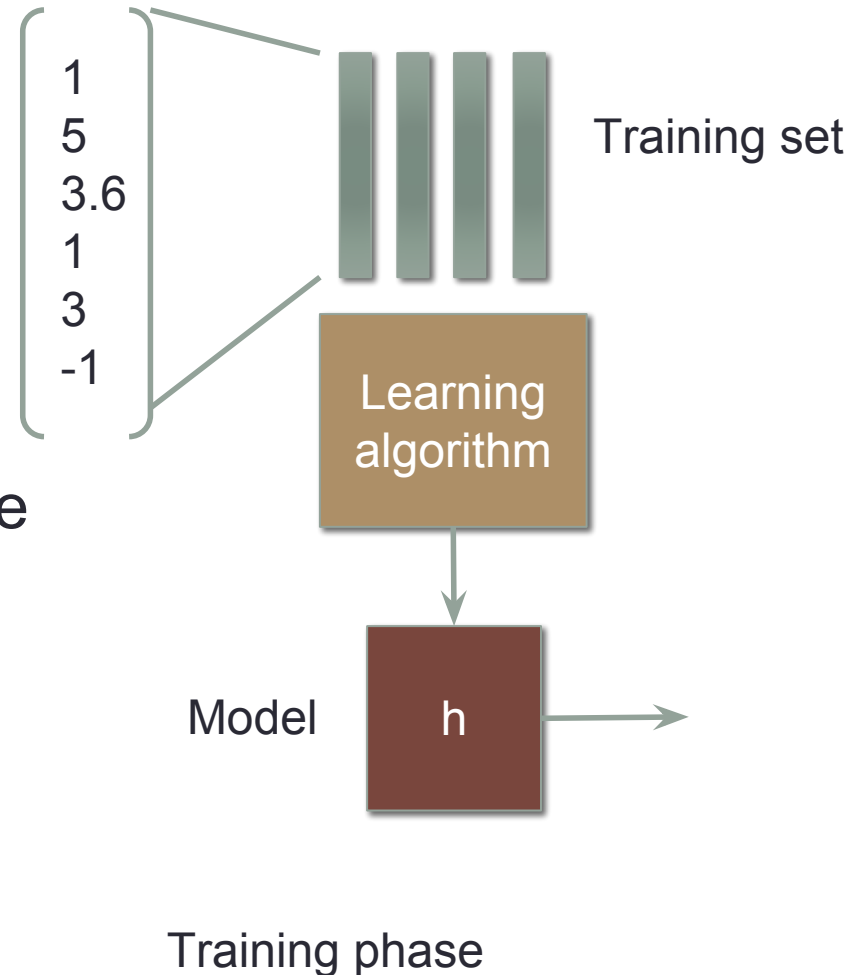 1
5
3.6
1
3
-1
Training set
Learning
algorithm
e
Model
h
Training phase